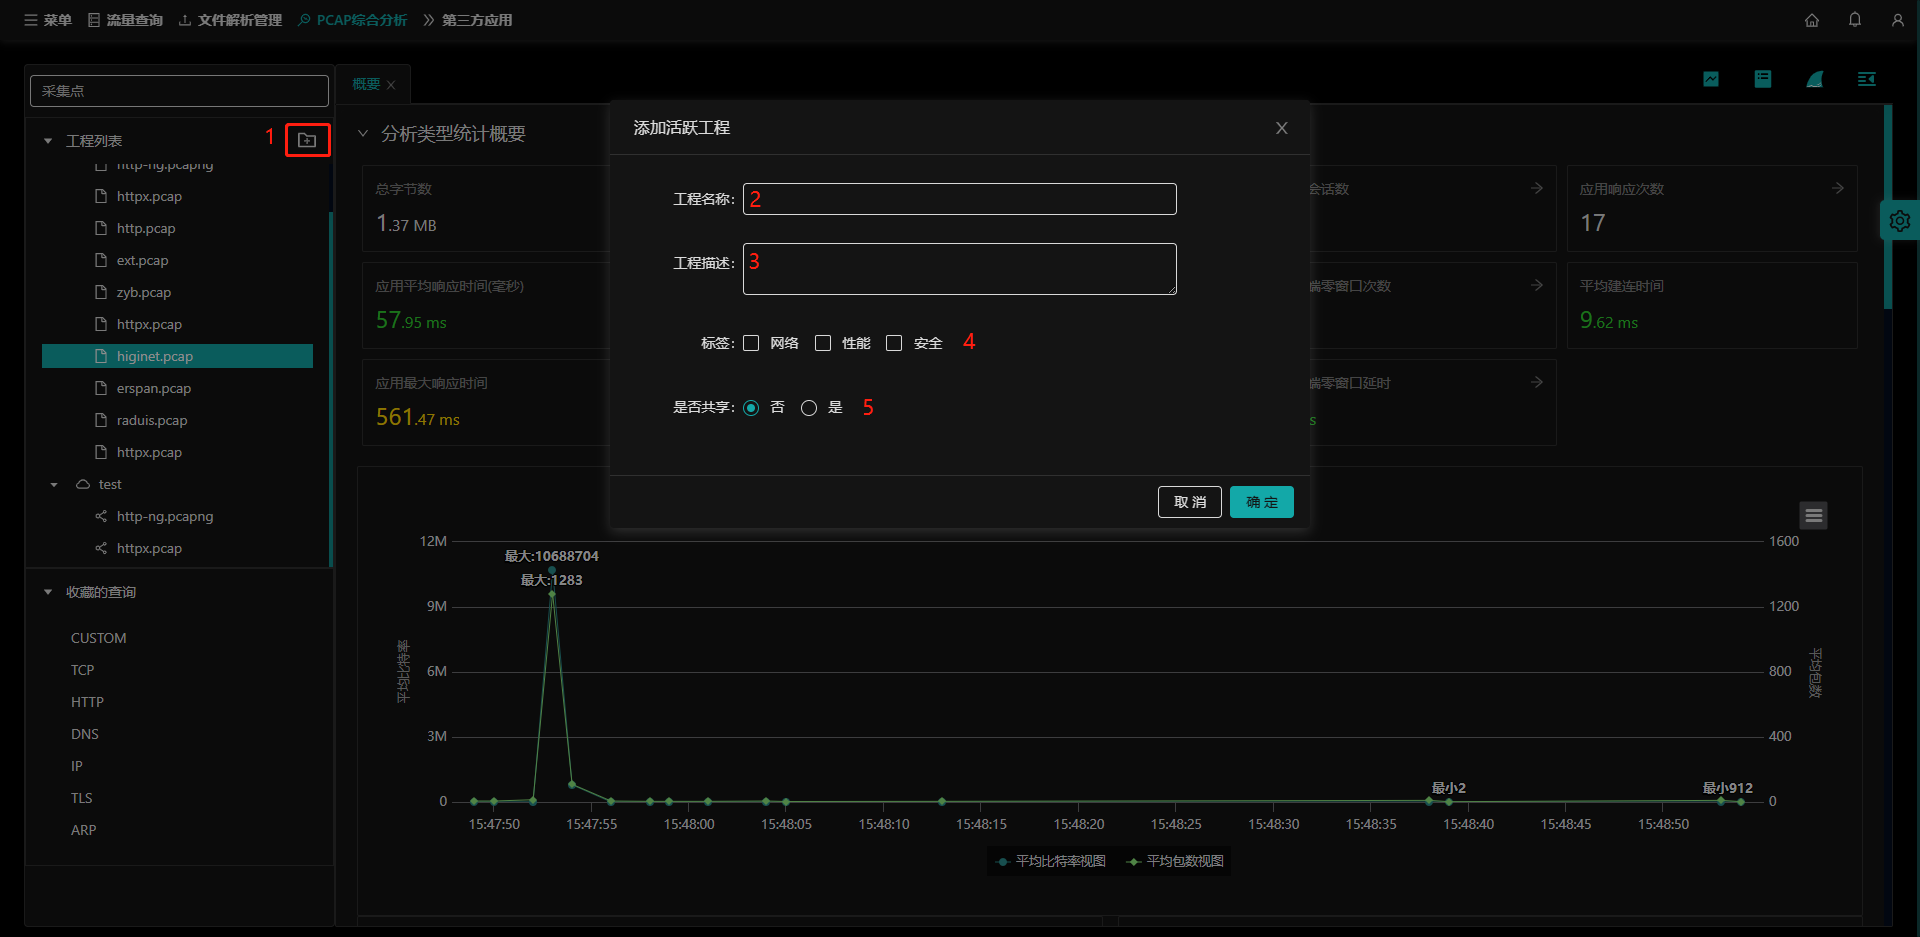 菜单 流量查询 文件解析管理 PCAP综合分析 第三方应用
采集点
工程列表
1
http-ng.pcapng
httpx.pcap
http.pcap
ext.pcap
zyb.pcap
httpx.pcap
higinet.pcap
erspan.pcap
raduis.pcap
httpx.pcap
test
http-ng.pcapng
httpx.pcap
收藏的查询
CUSTOM
TCP
HTTP
DNS
IP
TLS
ARP
概要
分析类型统计概要
总字节数
1.37 MB
会话数
应用响应次数
17
应用平均响应时间(毫秒)
57.95 ms
端零窗口次数
平均建连时间
9.62 ms
应用最大响应时间
561.47 ms
端零窗口延时
s
添加活跃工程
工程名称: 2
工程描述: 3
标签: 网络 性能 安全 4
是否共享: 否 是 5
取 消 确 定
12M
9M
6M
3M
0
平均比特率
最大:10688704
最大:1283
最小2
最小912
1600
1200
800
400
0
平均包数
15:47:50 15:47:55 15:48:00 15:48:05 15:48:10 15:48:15 15:48:20 15:48:25 15:48:30 15:48:35 15:48:40 15:48:45 15:48:50
平均比特率视图 平均包数视图